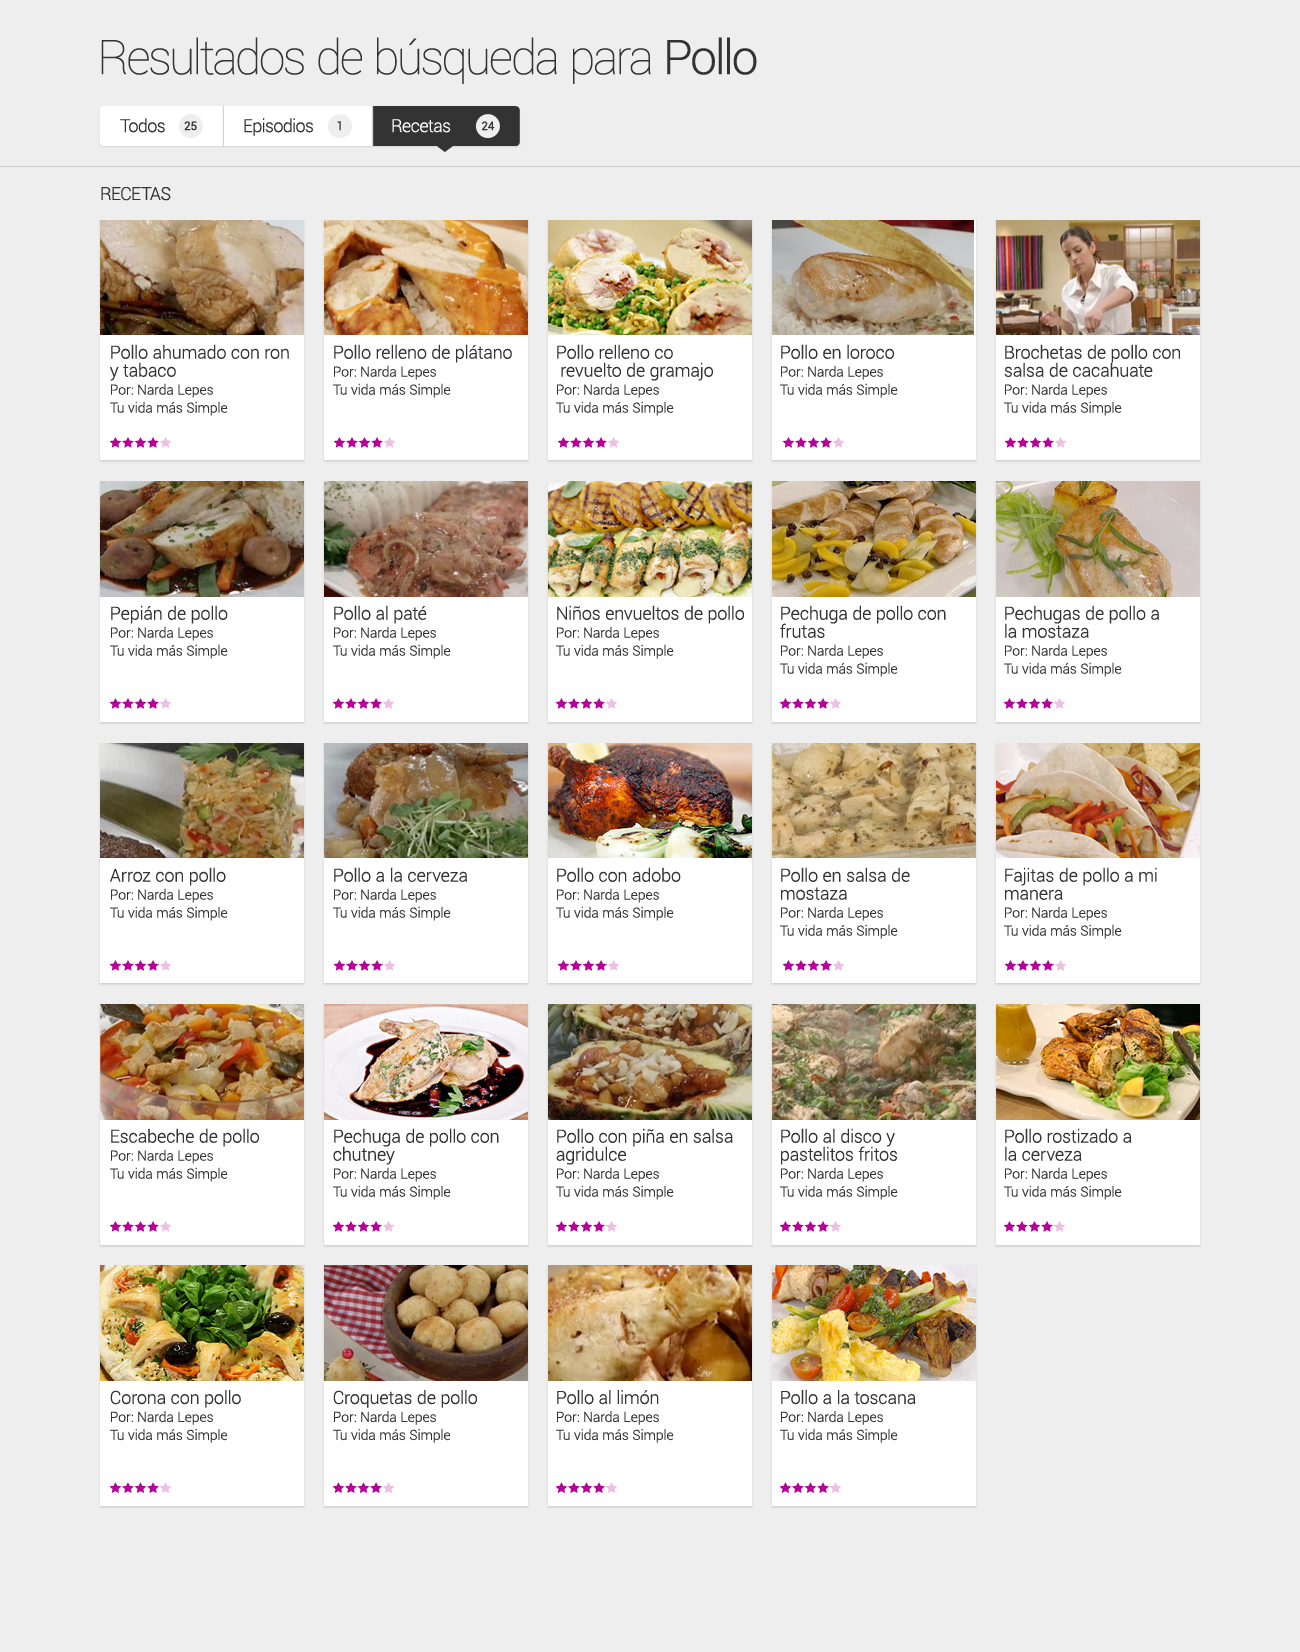 Resultados de búsqueda para Pollo
Todos 25 Episodios 1 Recetas 24
RECETAS
Pollo ahumado con ron
y tabaco
Por: Narda Lepes
Tu vida más Simple
Pollo relleno de plátano
Por: Narda Lepes
Tu vida más Simple
Pollo relleno co
revuelto de gramajo
Por: Narda Lepes
Tu vida más Simple
Pollo en loroco
Por: Narda Lepes
Tu vida más Simple
Brochetas de pollo con
salsa de cacahuate
Por: Narda Lepes
Tu vida más Simple
Pepián de pollo
Por: Narda Lepes
Tu vida más Simple
Pollo al paté
Por: Narda Lepes
Tu vida más Simple
Niños envueltos de pollo
Por: Narda Lepes
Tu vida más Simple
Pechuga de pollo con
frutas
Por: Narda Lepes
Tu vida más Simple
Pechugas de pollo a
la mostaza
Por: Narda Lepes
Tu vida más Simple
Arroz con pollo
Por: Narda Lepes
Tu vida más Simple
Pollo a la cerveza
Por: Narda Lepes
Tu vida más Simple
Pollo con adobo
Por: Narda Lepes
Tu vida más Simple
Pollo en salsa de
mostaza
Por: Narda Lepes
Tu vida más Simple
Fajitas de pollo a mi
manera
Por: Narda Lepes
Tu vida más Simple
Escabeche de pollo
Por: Narda Lepes
Tu vida más Simple
Pechuga de pollo con
chutney
Por: Narda Lepes
Tu vida más Simple
Pollo con piña en salsa
agridulce
Por: Narda Lepes
Tu vida más Simple
Pollo al disco y
pastelitos fritos
Por: Narda Lepes
Tu vida más Simple
Pollo rostizado a
la cerveza
Por: Narda Lepes
Tu vida más Simple
Corona con pollo
Por: Narda Lepes
Tu vida más Simple
Croquetas de pollo
Por: Narda Lepes
Tu vida más Simple
Pollo al limón
Por: Narda Lepes
Tu vida más Simple
Pollo a la toscana
Por: Narda Lepes
Tu vida más Simple